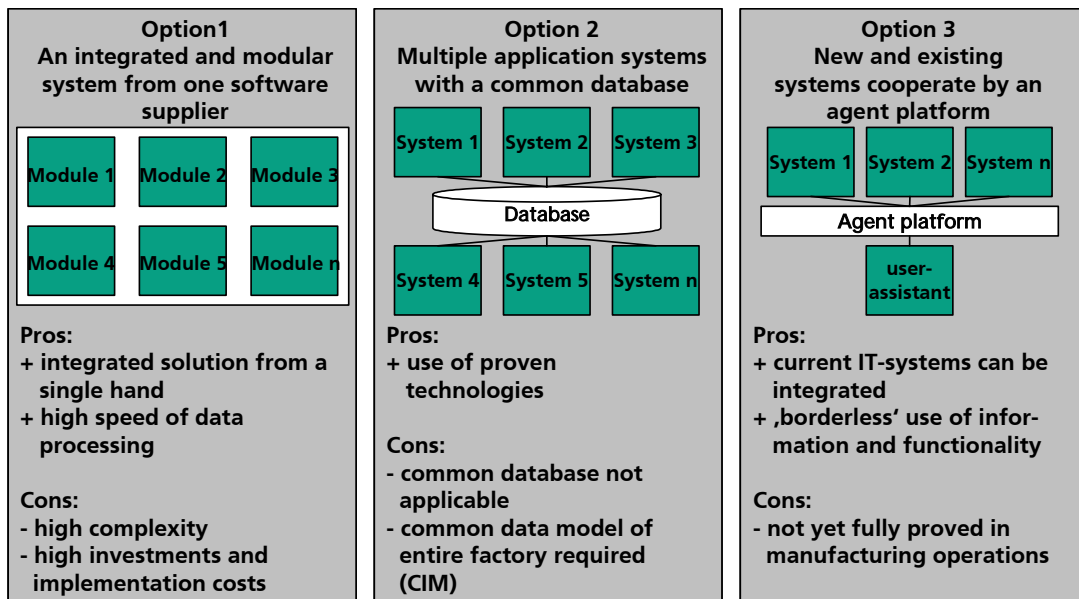 Option1
An integrated and modular
system from one software
supplier
Module 1
Module 2
Module 3
Module 4
Module 5
Module n
Pros:
+ integrated solution from a
single hand
+ high speed of data
processing
Cons:
- high complexity
- high investments and
implementation costs
Option 2
Multiple application systems
with a common database
System 1
System 2
System 3
Database
System 4
System 5
System n
Pros:
+ use of proven
technologies
Cons:
- common database not
applicable
- common data model of
entire factory required
(CIM)
Option 3
New and existing
systems cooperate by an
agent platform
System 1
System 2
System n
Agent platform
user-
assistant
Pros:
+ current IT-systems can be
integrated
+ ‚borderless‘ use of infor-
mation and functionality
Cons:
- not yet fully proved in
manufacturing operations